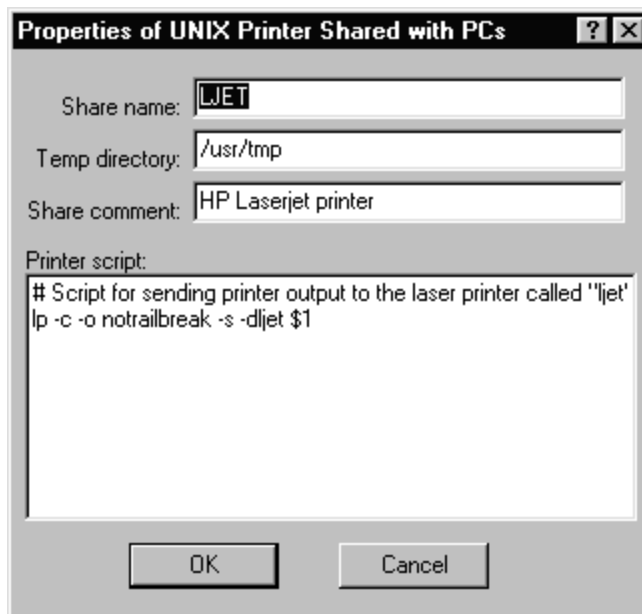 Properties of UNIX Printer Shared with PCs
Share name: LJET
Temp directory: /usr/tmp
Share comment: HP Laserjet printer
Printer script:
# Script for sending printer output to the laser printer called "ljet'
lp -c -o notrailbreak -s -dljet $1
OK Cancel